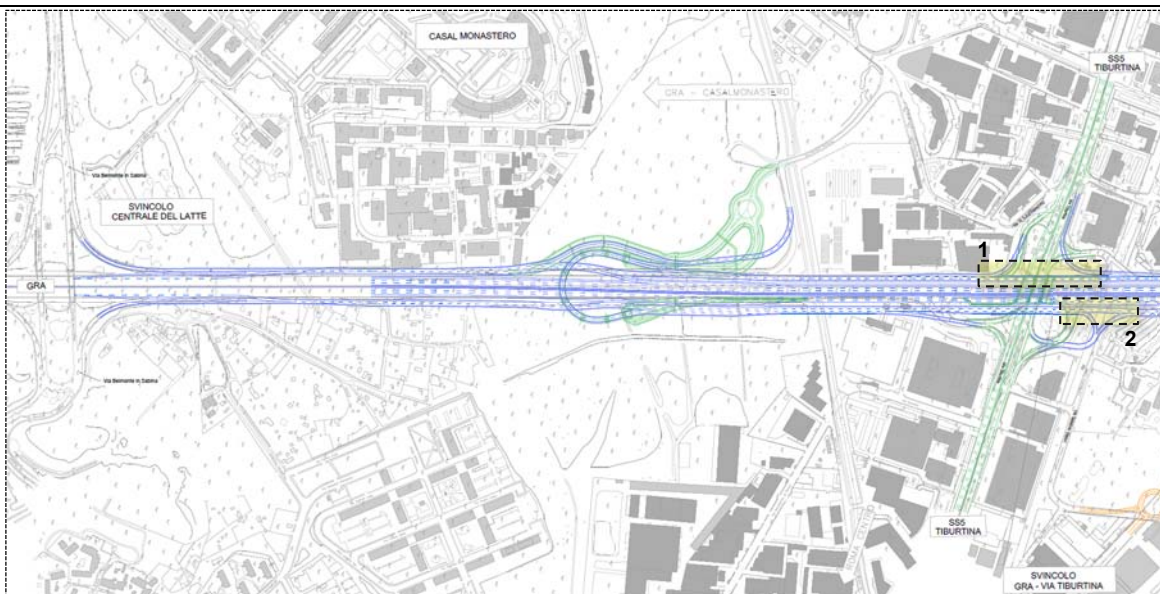 CASAL MONASTERO
SS5
TIBURTINA
GRA - CASALMONASTERO
Via Belmonte in Sabina
SVINCOLO
CENTRALE DEL LATTE
1
GRA
2
Via Belmonte in Sabina
SS5
TIBURTINA
SVINCOLO
GRA - VIA TIBURTINA